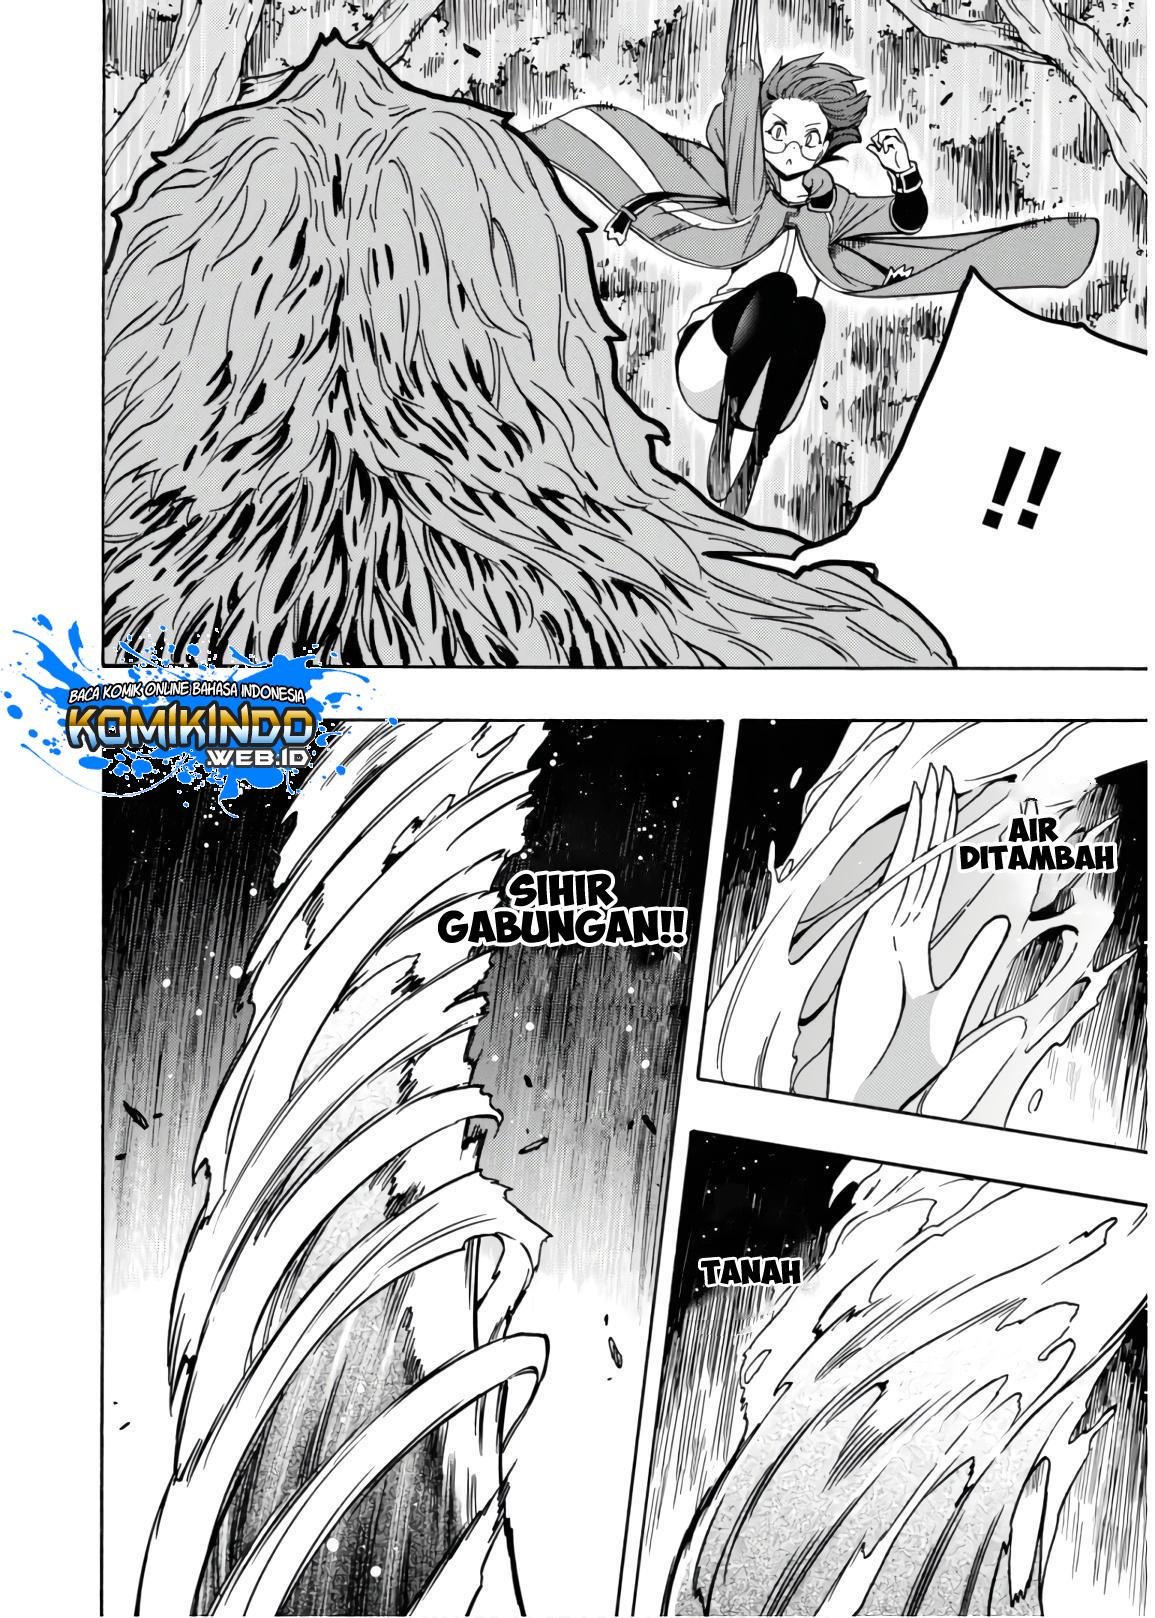 !!
BACA KOMIK ONLINE BAHASA INDONESIA
KOMIKINDO
WEB.ID
AIR
DITAMBAH
TANAH
SIHIR
GABUNGAN!!